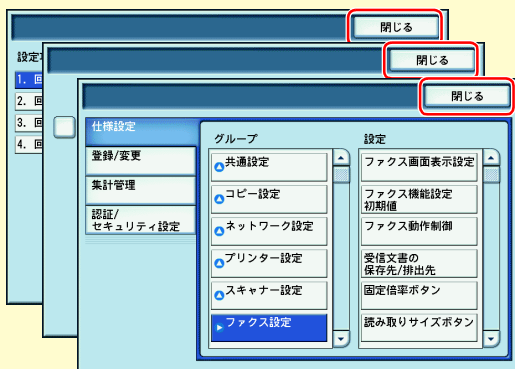 閉じる
設定
1. 回
2. 回
3. 回
4. 回
閉じる
閉じる
仕様設定
登録/変更
集計管理
認証/
セキュリティ設定
グループ
共通設定
コピー設定
ネットワーク設定
プリンター設定
スキャナー設定
ファクス設定
設定
ファクス画面表示設定
ファクス機能設定
初期値
ファクス動作制御
受信文書の
保存先/排出先
固定倍率ボタン
読み取りサイズボタン